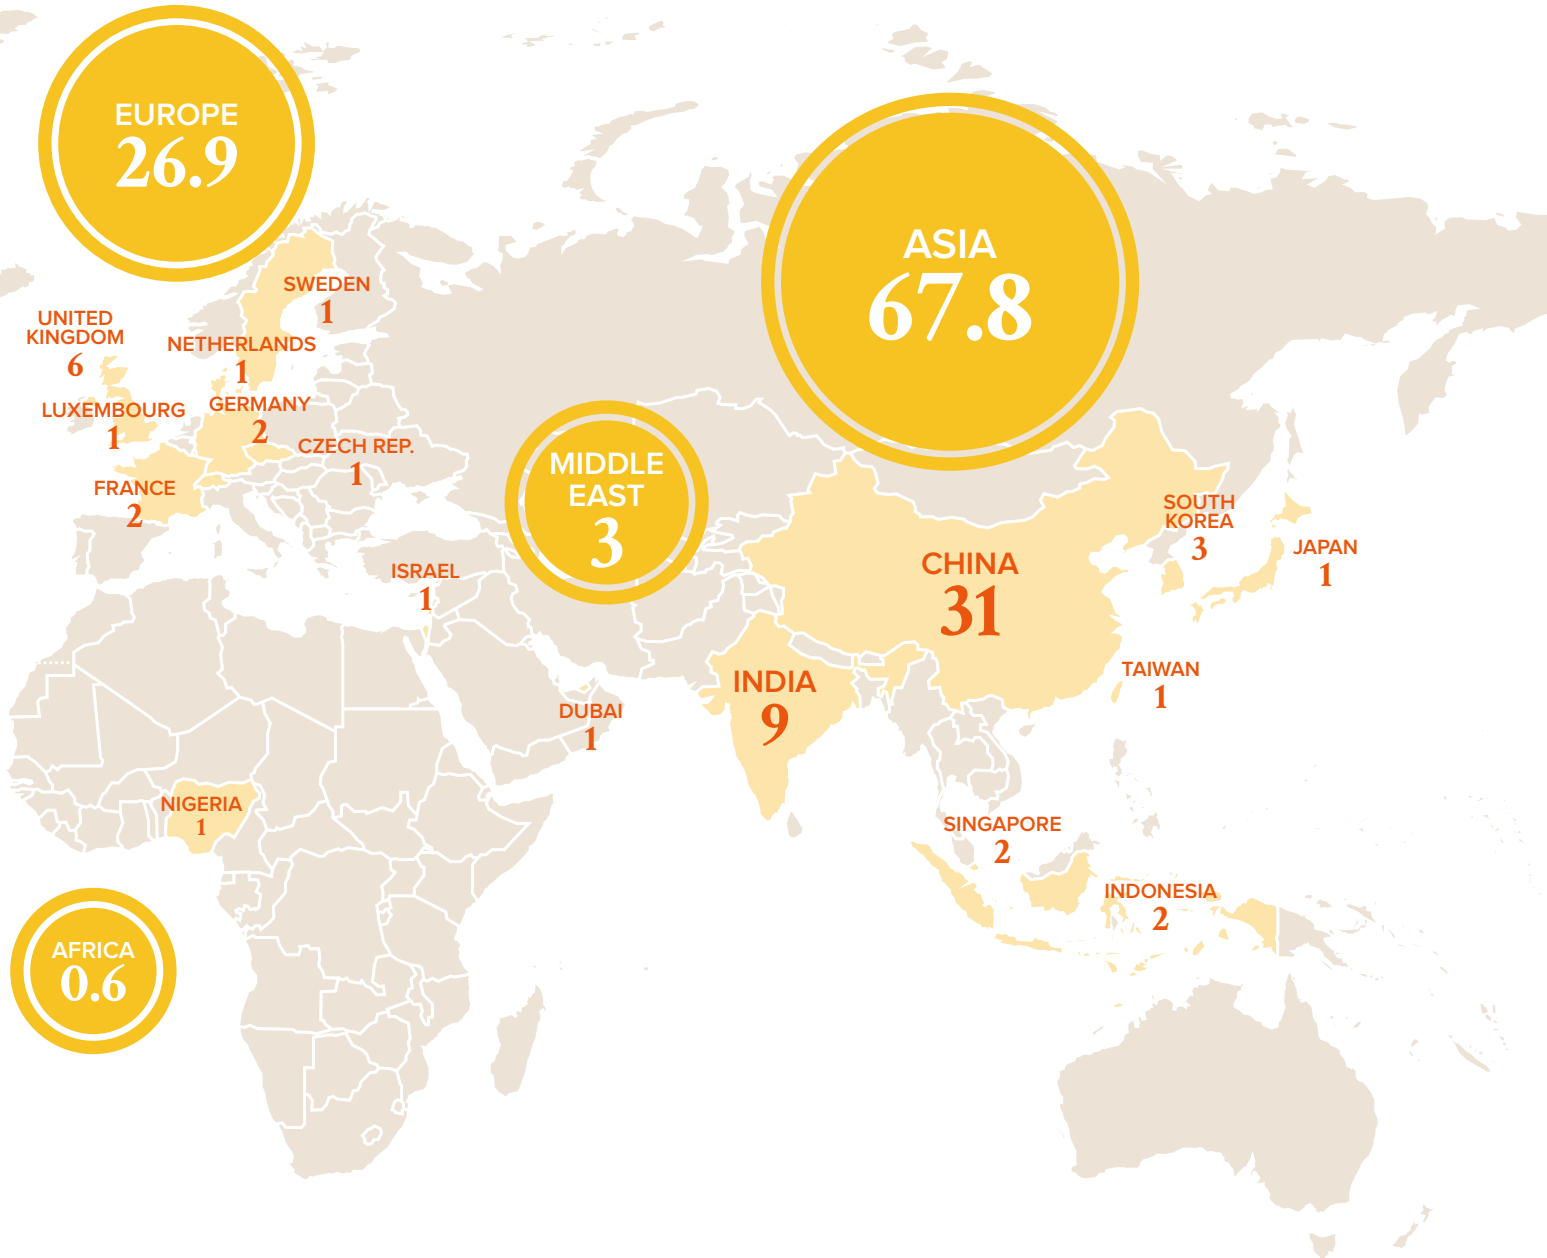 EUROPE
26.9
ASIA
67.8
SWEDEN
1
UNITED
KINGDOM
6
NETHERLANDS
1
LUXEMBOURG
1
GERMANY
2
CZECH REP.
1
FRANCE
2
MIDDLE
EAST
3
SOUTH
KOREA
3
JAPAN
1
CHINA
31
ISRAEL
1
INDIA
9
TAIWAN
1
DUBAI
1
NIGERIA
1
SINGAPORE
2
INDONESIA
2
AFRICA
0.6